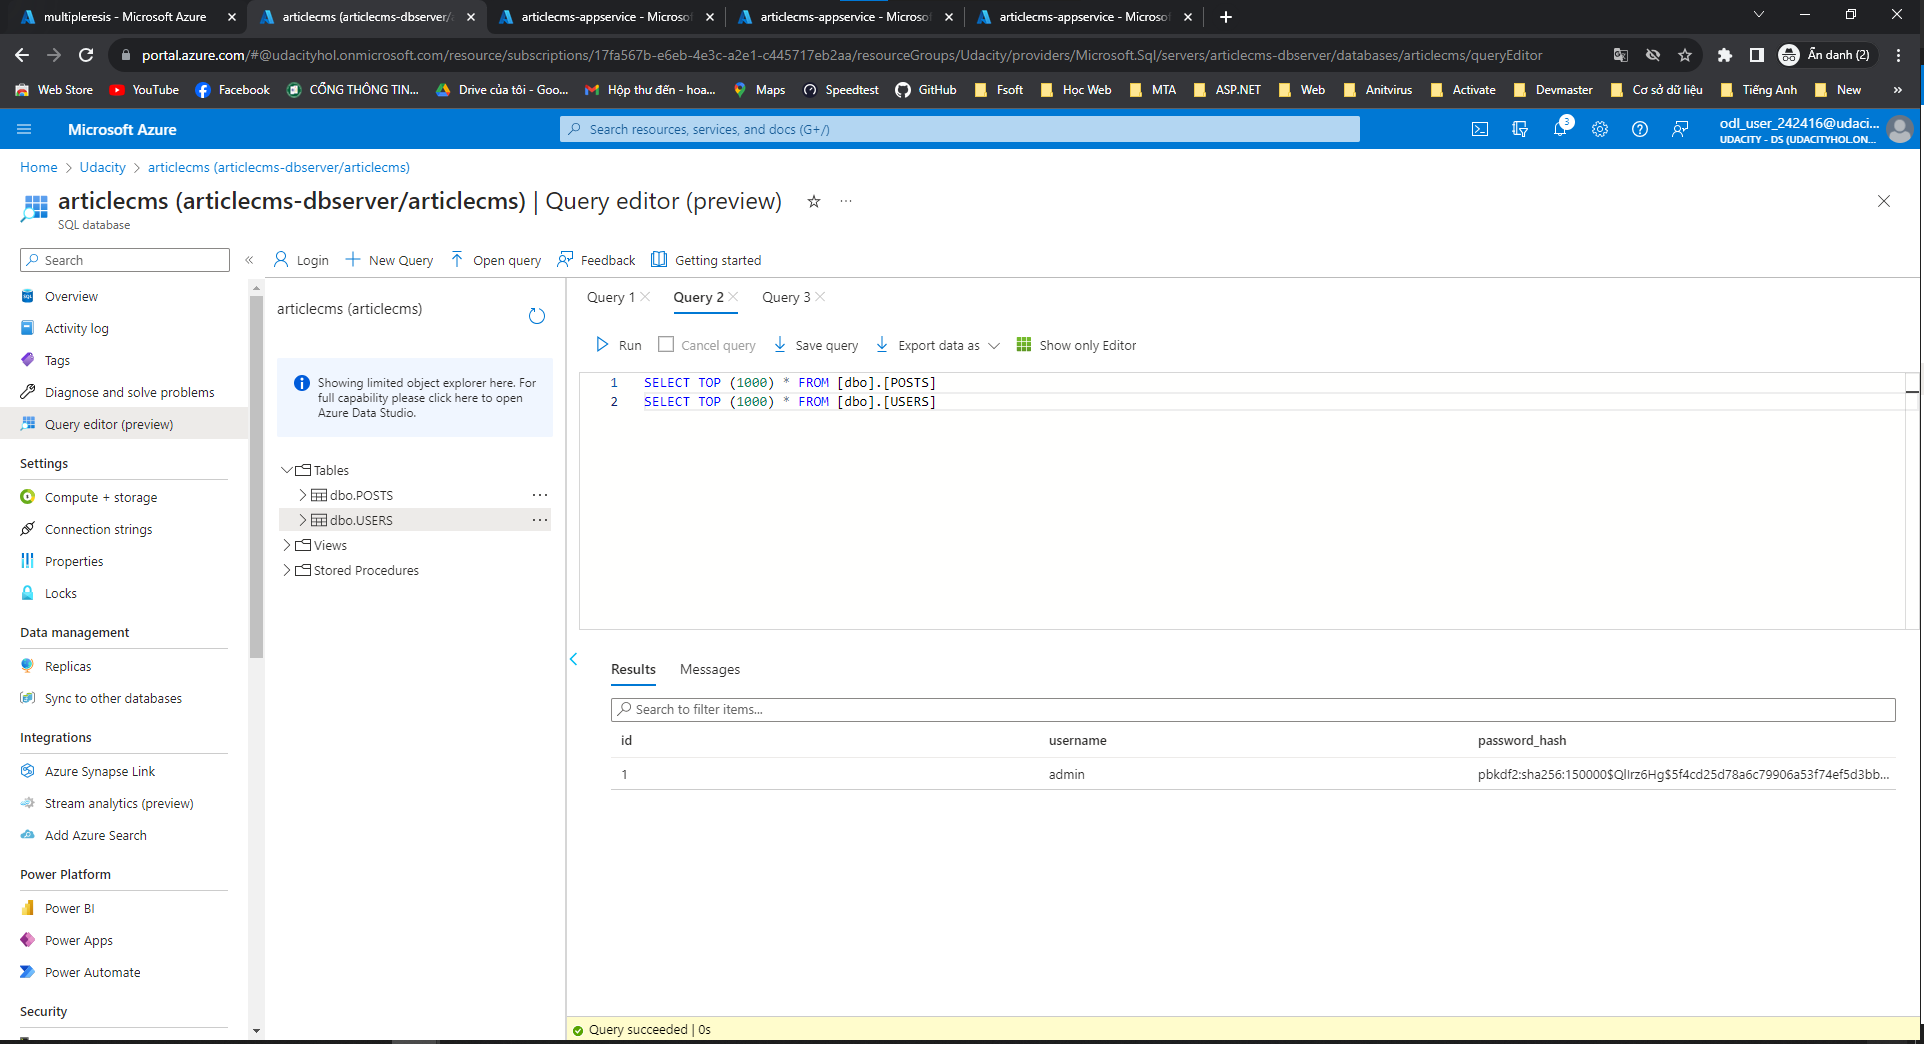 multipleresis - Microsoft Azure
articlecms (articlecms-dbserver/a
articlecms-appservice - Microsof
articlecms-appservice - Microsof
articlecms-appservice - Microsof
portal.azure.com/#@udacityhol.onmicrosoft.com/resource/subscriptions/17fa567b-e6eb-4e3c-a2e1-c445717eb2aa/resourceGroups/Udacity/providers/Microsoft.Sql/servers/articlecms-dbserver/databases/articlecms/queryEditor
Ẩn danh (2)
Web Store
YouTube
Facebook
CỔNG THÔNG TIN...
Drive của tôi - Goo...
Hộp thư đến - hoa...
Maps
Speedtest
GitHub
Fsoft
Học Web
MTA
ASP.NET
Web
Anitvirus
Activate
Devmaster
Cơ sở dữ liệu
Tiếng Anh
New
»
Microsoft Azure
Search resources, services, and docs (G+/)
3
odl_user_242416@udaci...
UDACITY - DS (UDACITYHOL.ON...
Home > Udacity > articlecms (articlecms-dbserver/articlecms)
articlecms (articlecms-dbserver/articlecms) | Query editor (preview)
SQL database
Search
«
Login
New Query
Open query
Feedback
Getting started
Overview
Activity log
Tags
Diagnose and solve problems
Query editor (preview)
Settings
Compute + storage
Connection strings
Properties
Locks
Data management
Replicas
Sync to other databases
Integrations
Azure Synapse Link
Stream analytics (preview)
Add Azure Search
Power Platform
Power BI
Power Apps
Power Automate
Security
articlecms (articlecms)
Showing limited object explorer here. For
full capability please click here to open
Azure Data Studio.
Tables
dbo.POSTS
dbo.USERS
Views
Stored Procedures
Query 1
Query 2
Query 3
Run
Cancel query
Save query
Export data as
Show only Editor
1 SELECT TOP (1000) * FROM [dbo].[POSTS]
2 SELECT TOP (1000) * FROM [dbo].[USERS]
Results
Messages
Search to filter items...
id username password_hash
1 admin pbkdf2:sha256:150000$QlIrz6Hg$5f4cd25d78a6c79906a53f74ef5d3bb...
Query succeeded | 0s